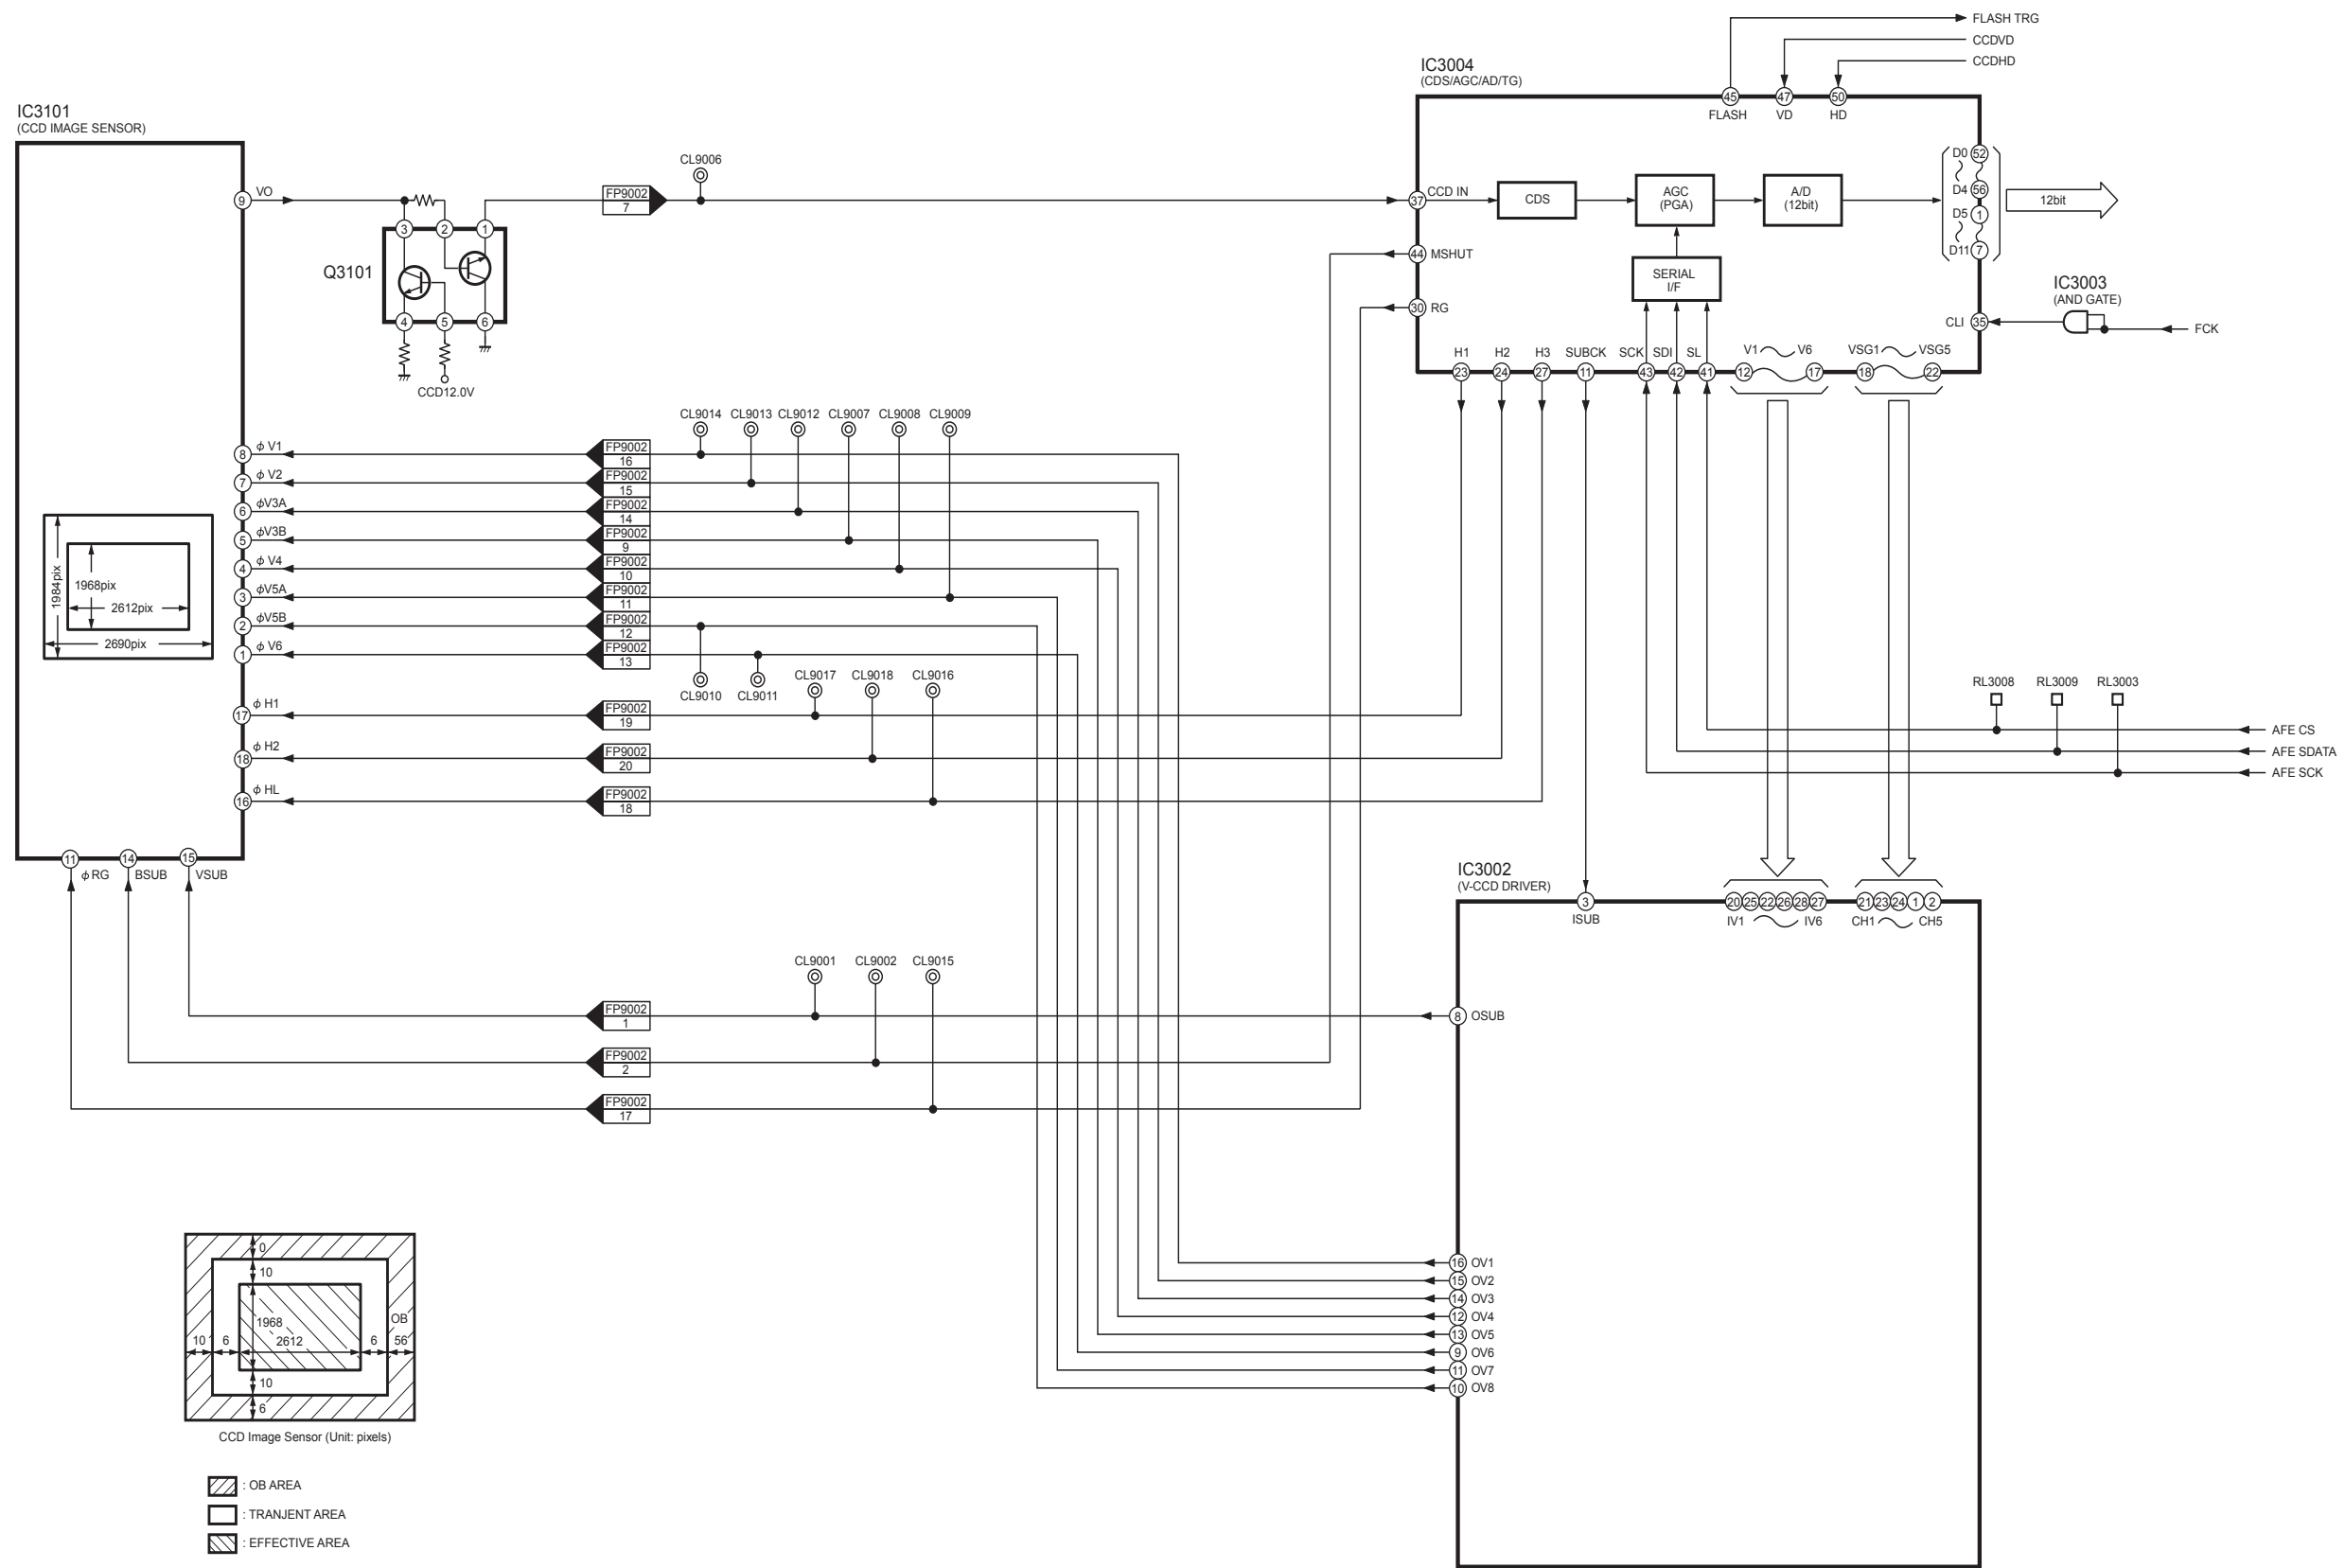 FLASH TRG
CCDVD
CCDHD
IC3004
(CDS/AGC/AD/TG)
45
47
50
FLASH
VD
HD
IC3101
(CCD IMAGE SENSOR)
9
VO
CL9006
FP9002
7
37
CCD IN
CDS
AGC
(PGA)
A/D
(12bit)
D0
52
D4
56
D5
1
D11
7
12bit
3
2
1
Q3101
4
5
6
CCD12.0V
44
MSHUT
30
RG
SERIAL
I/F
IC3003
(AND GATE)
CLI
35
FCK
H1
H2
H3
SUBCK
SCK
SDI
SL
V1
V6
VSG1
VSG5
23
24
27
11
43
42
41
12
17
18
22
CL9014
CL9013
CL9012
CL9007
CL9008
CL9009
8
φ V1
FP9002
16
7
φ V2
FP9002
15
6
φV3A
FP9002
14
5
φV3B
FP9002
9
4
φ V4
FP9002
10
3
φV5A
FP9002
11
2
φV5B
FP9002
12
1
φ V6
FP9002
13
1984pix
1968pix
2612pix
2690pix
CL9010
CL9011
CL9017
CL9018
CL9016
17
φ H1
FP9002
19
18
φ H2
FP9002
20
16
φ HL
FP9002
18
RL3008
RL3009
RL3003
AFE CS
AFE SDATA
AFE SCK
11
14
15
φ RG
BSUB
VSUB
IC3002
(V-CCD DRIVER)
3
ISUB
20
25
22
26
28
27
IV1
IV6
21
23
24
1
2
CH1
CH5
CL9001
CL9002
CL9015
FP9002
1
8
OSUB
FP9002
2
FP9002
17
16
OV1
15
OV2
14
OV3
12
OV4
13
OV5
9
OV6
11
OV7
10
OV8
0
10
1968
2612
OB
10
6
6
56
10
6
CCD Image Sensor (Unit: pixels)
: OB AREA
: TRANJENT AREA
: EFFECTIVE AREA